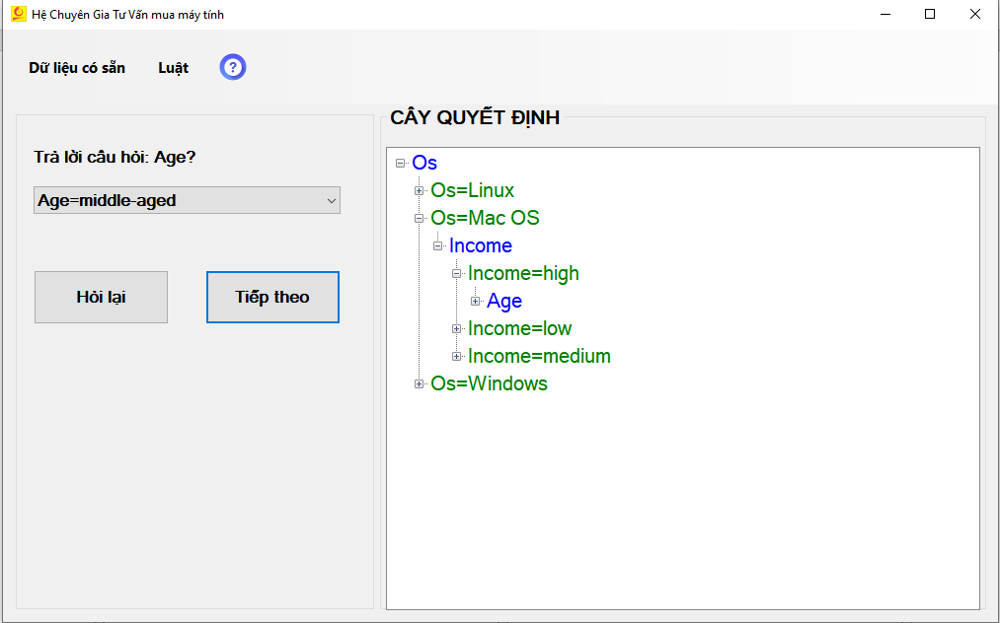 Hệ Chuyên Gia Tư Vấn mua máy tính
Dữ liệu có sẵn
Luật
?
Trả lời câu hỏi: Age?
Age=middle-aged
Hỏi lại
Tiếp theo
CÂY QUYẾT ĐỊNH
Os
Os=Linux
Os=Mac OS
Income
Income=high
Age
Income=low
Income=medium
Os=Windows